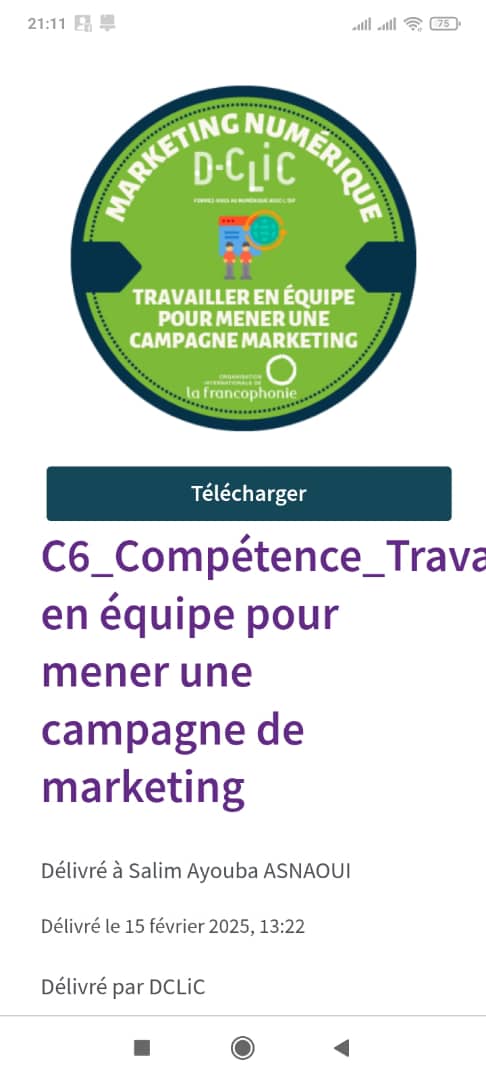 21:11
75
MARKETING NUMÉRIQUE
D-CLiC
FORMEZ-VOUS AU NUMÉRIQUE AVEC L'OIF
TRAVAILLER EN ÉQUIPE
POUR MENER UNE
CAMPAGNE MARKETING
ORGANISATION
INTERNATIONALE DE
la francophonie
Télécharger
C6_Compétence_Trava
en équipe pour
mener une
campagne de
marketing
Délivré à Salim Ayouba ASNAOUI
Délivré le 15 février 2025, 13:22
Délivré par DCLiC